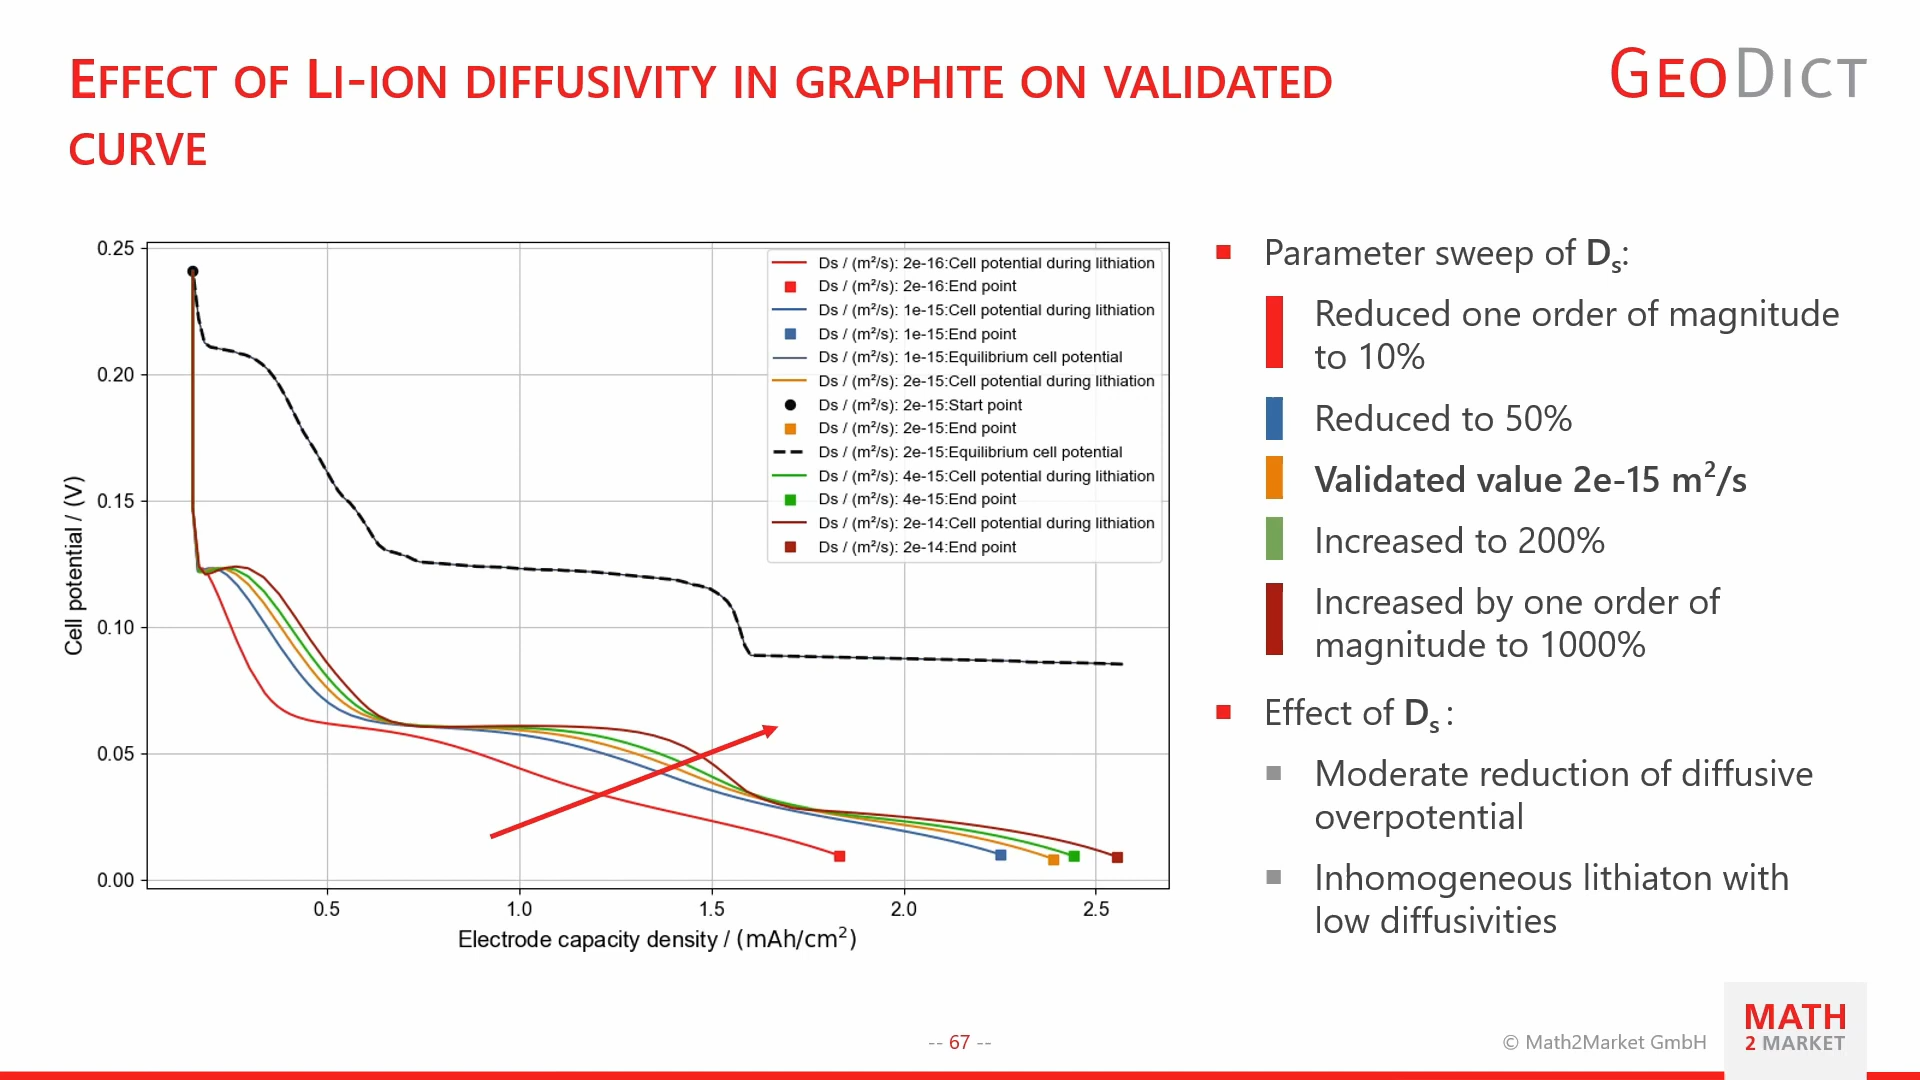 EFFECT OF LI-ION DIFFUSIVITY IN GRAPHITE ON VALIDATED
CURVE
GEODICT
0.25
0.20
0.15
0.10
0.05
0.00
Cell potential / (V)
0.5
1.0
1.5
2.0
2.5
Electrode capacity density / (mAh/cm²)
Ds / (m²/s): 2e-16:Cell potential during lithiation
Ds / (m²/s): 2e-16:End point
Ds / (m²/s): 1e-15:Cell potential during lithiation
Ds / (m²/s): 1e-15:End point
Ds / (m²/s): 1e-15:Equilibrium cell potential
Ds / (m²/s): 2e-15:Cell potential during lithiation
Ds / (m²/s): 2e-15:Start point
Ds / (m²/s): 2e-15:End point
Ds / (m²/s): 2e-15:Equilibrium cell potential
Ds / (m²/s): 4e-15:Cell potential during lithiation
Ds / (m²/s): 4e-15:End point
Ds / (m²/s): 2e-14:Cell potential during lithiation
Ds / (m²/s): 2e-14:End point
Parameter sweep of Ds:
Reduced one order of magnitude
to 10%
Reduced to 50%
Validated value 2e-15 m²/s
Increased to 200%
Increased by one order of
magnitude to 1000%
Effect of Ds :
Moderate reduction of diffusive
overpotential
Inhomogeneous lithiaton with
low diffusivities
-- 67 --
© Math2Market GmbH
MATH
2 MARKET